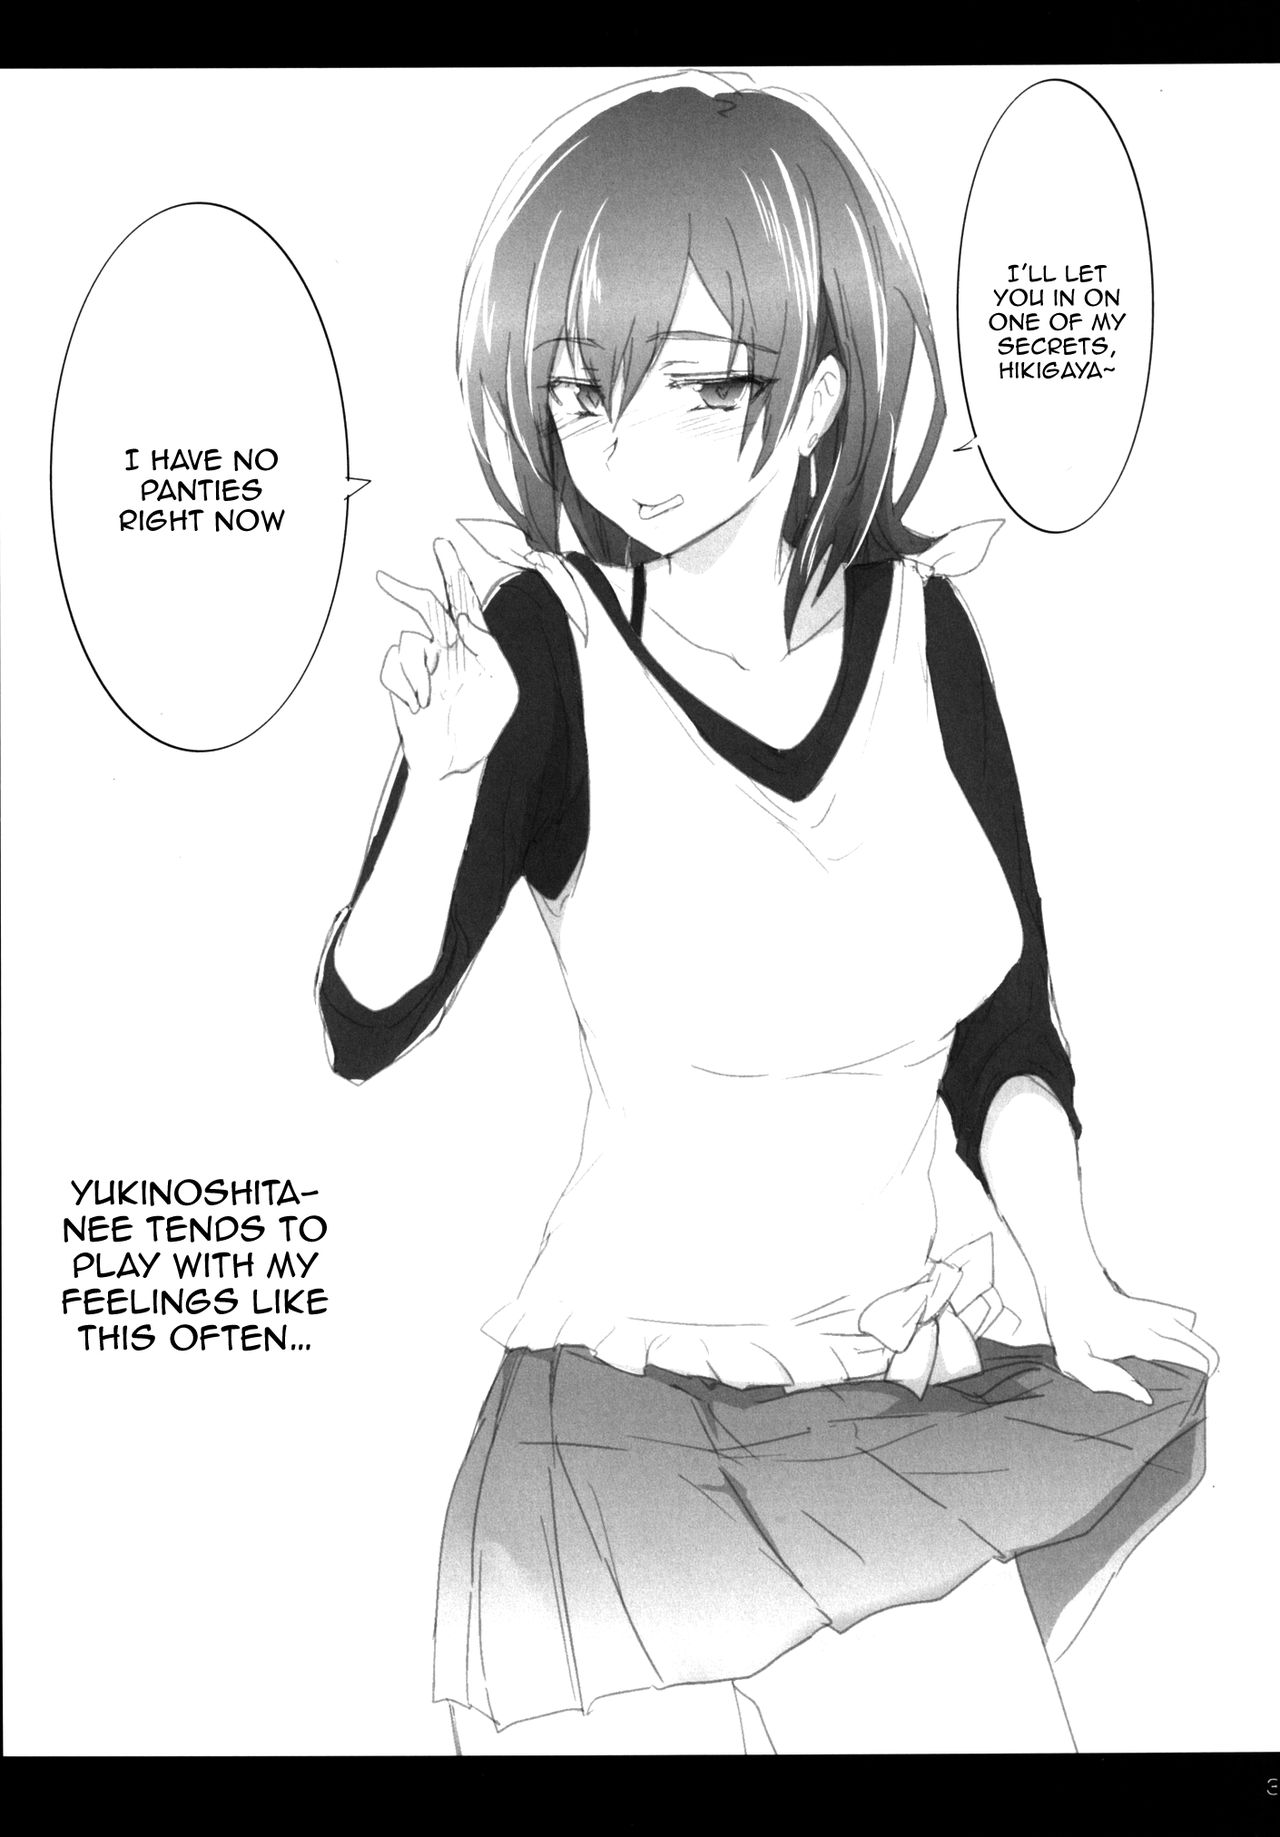 I'LL LET
YOU IN ON
ONE OF MY
SECRETS,
HIKIGAYA~
I HAVE NO
PANTIES
RIGHT NOW
YUKINOSHITA-
NEE TENDS TO
PLAY WITH MY
FEELINGS LIKE
THIS OFTEN...
3